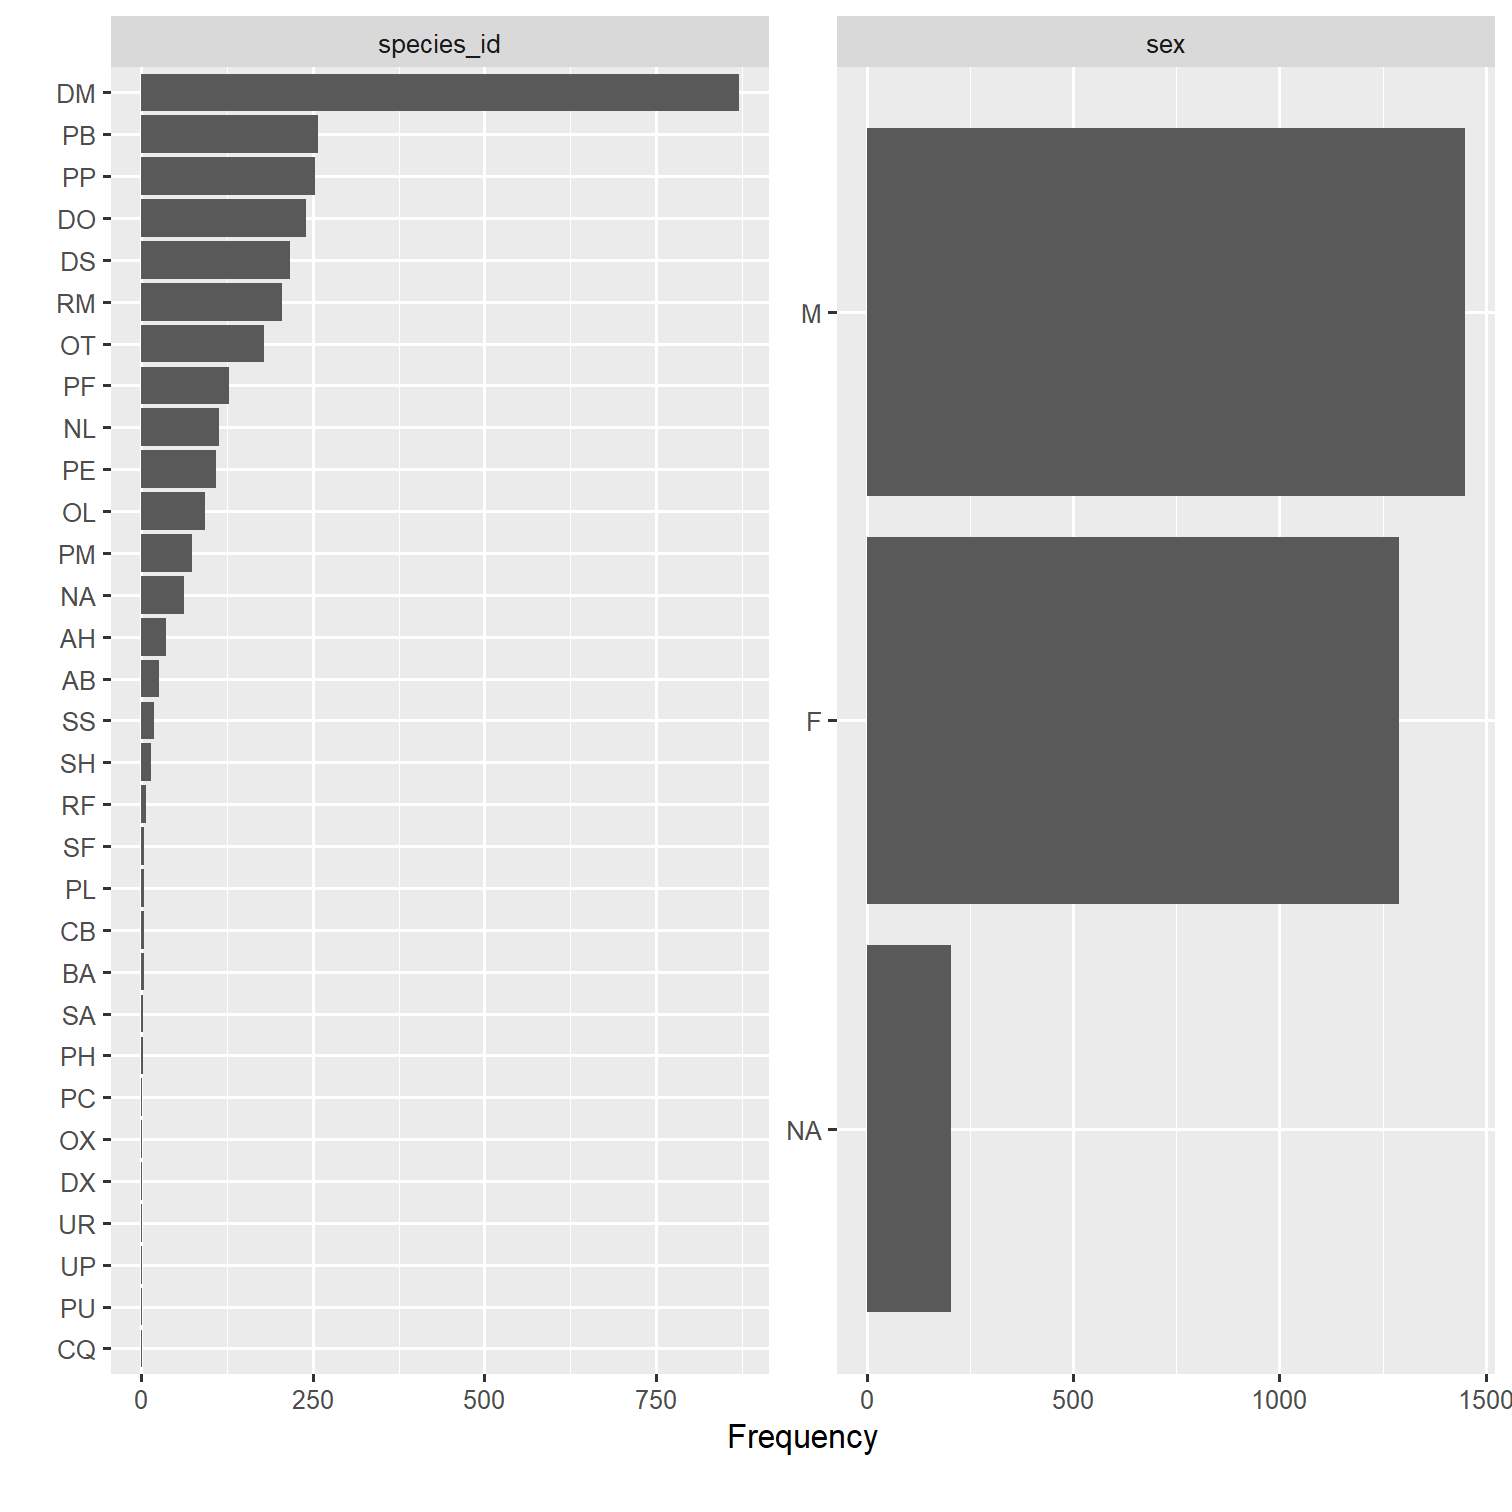 species_id
DM
PB
PP
DO
DS
RM
OT
PF
NL
PE
OL
PM
NA
AH
AB
SS
SH
RF
SF
PL
CB
BA
SA
PH
PC
OX
DX
UR
UP
PU
CQ
0 250 500 750
sex
M
F
NA
0 500 1000 1500
Frequency